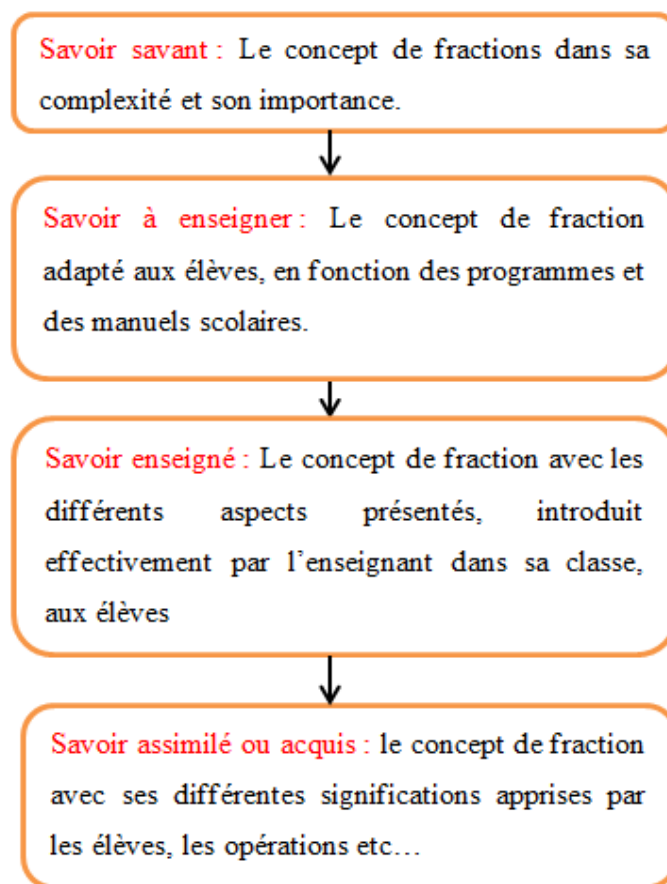 Savoir savant : Le concept de fractions dans sa
complexité et son importance.
Savoir à enseigner : Le concept de fraction
adapté aux élèves, en fonction des programmes et
des manuels scolaires.
Savoir enseigné : Le concept de fraction avec les
différents aspects présentés, introduit
effectivement par l’enseignant dans sa classe,
aux élèves
Savoir assimilé ou acquis : le concept de fraction
avec ses différentes significations apprises par
les élèves, les opérations etc…